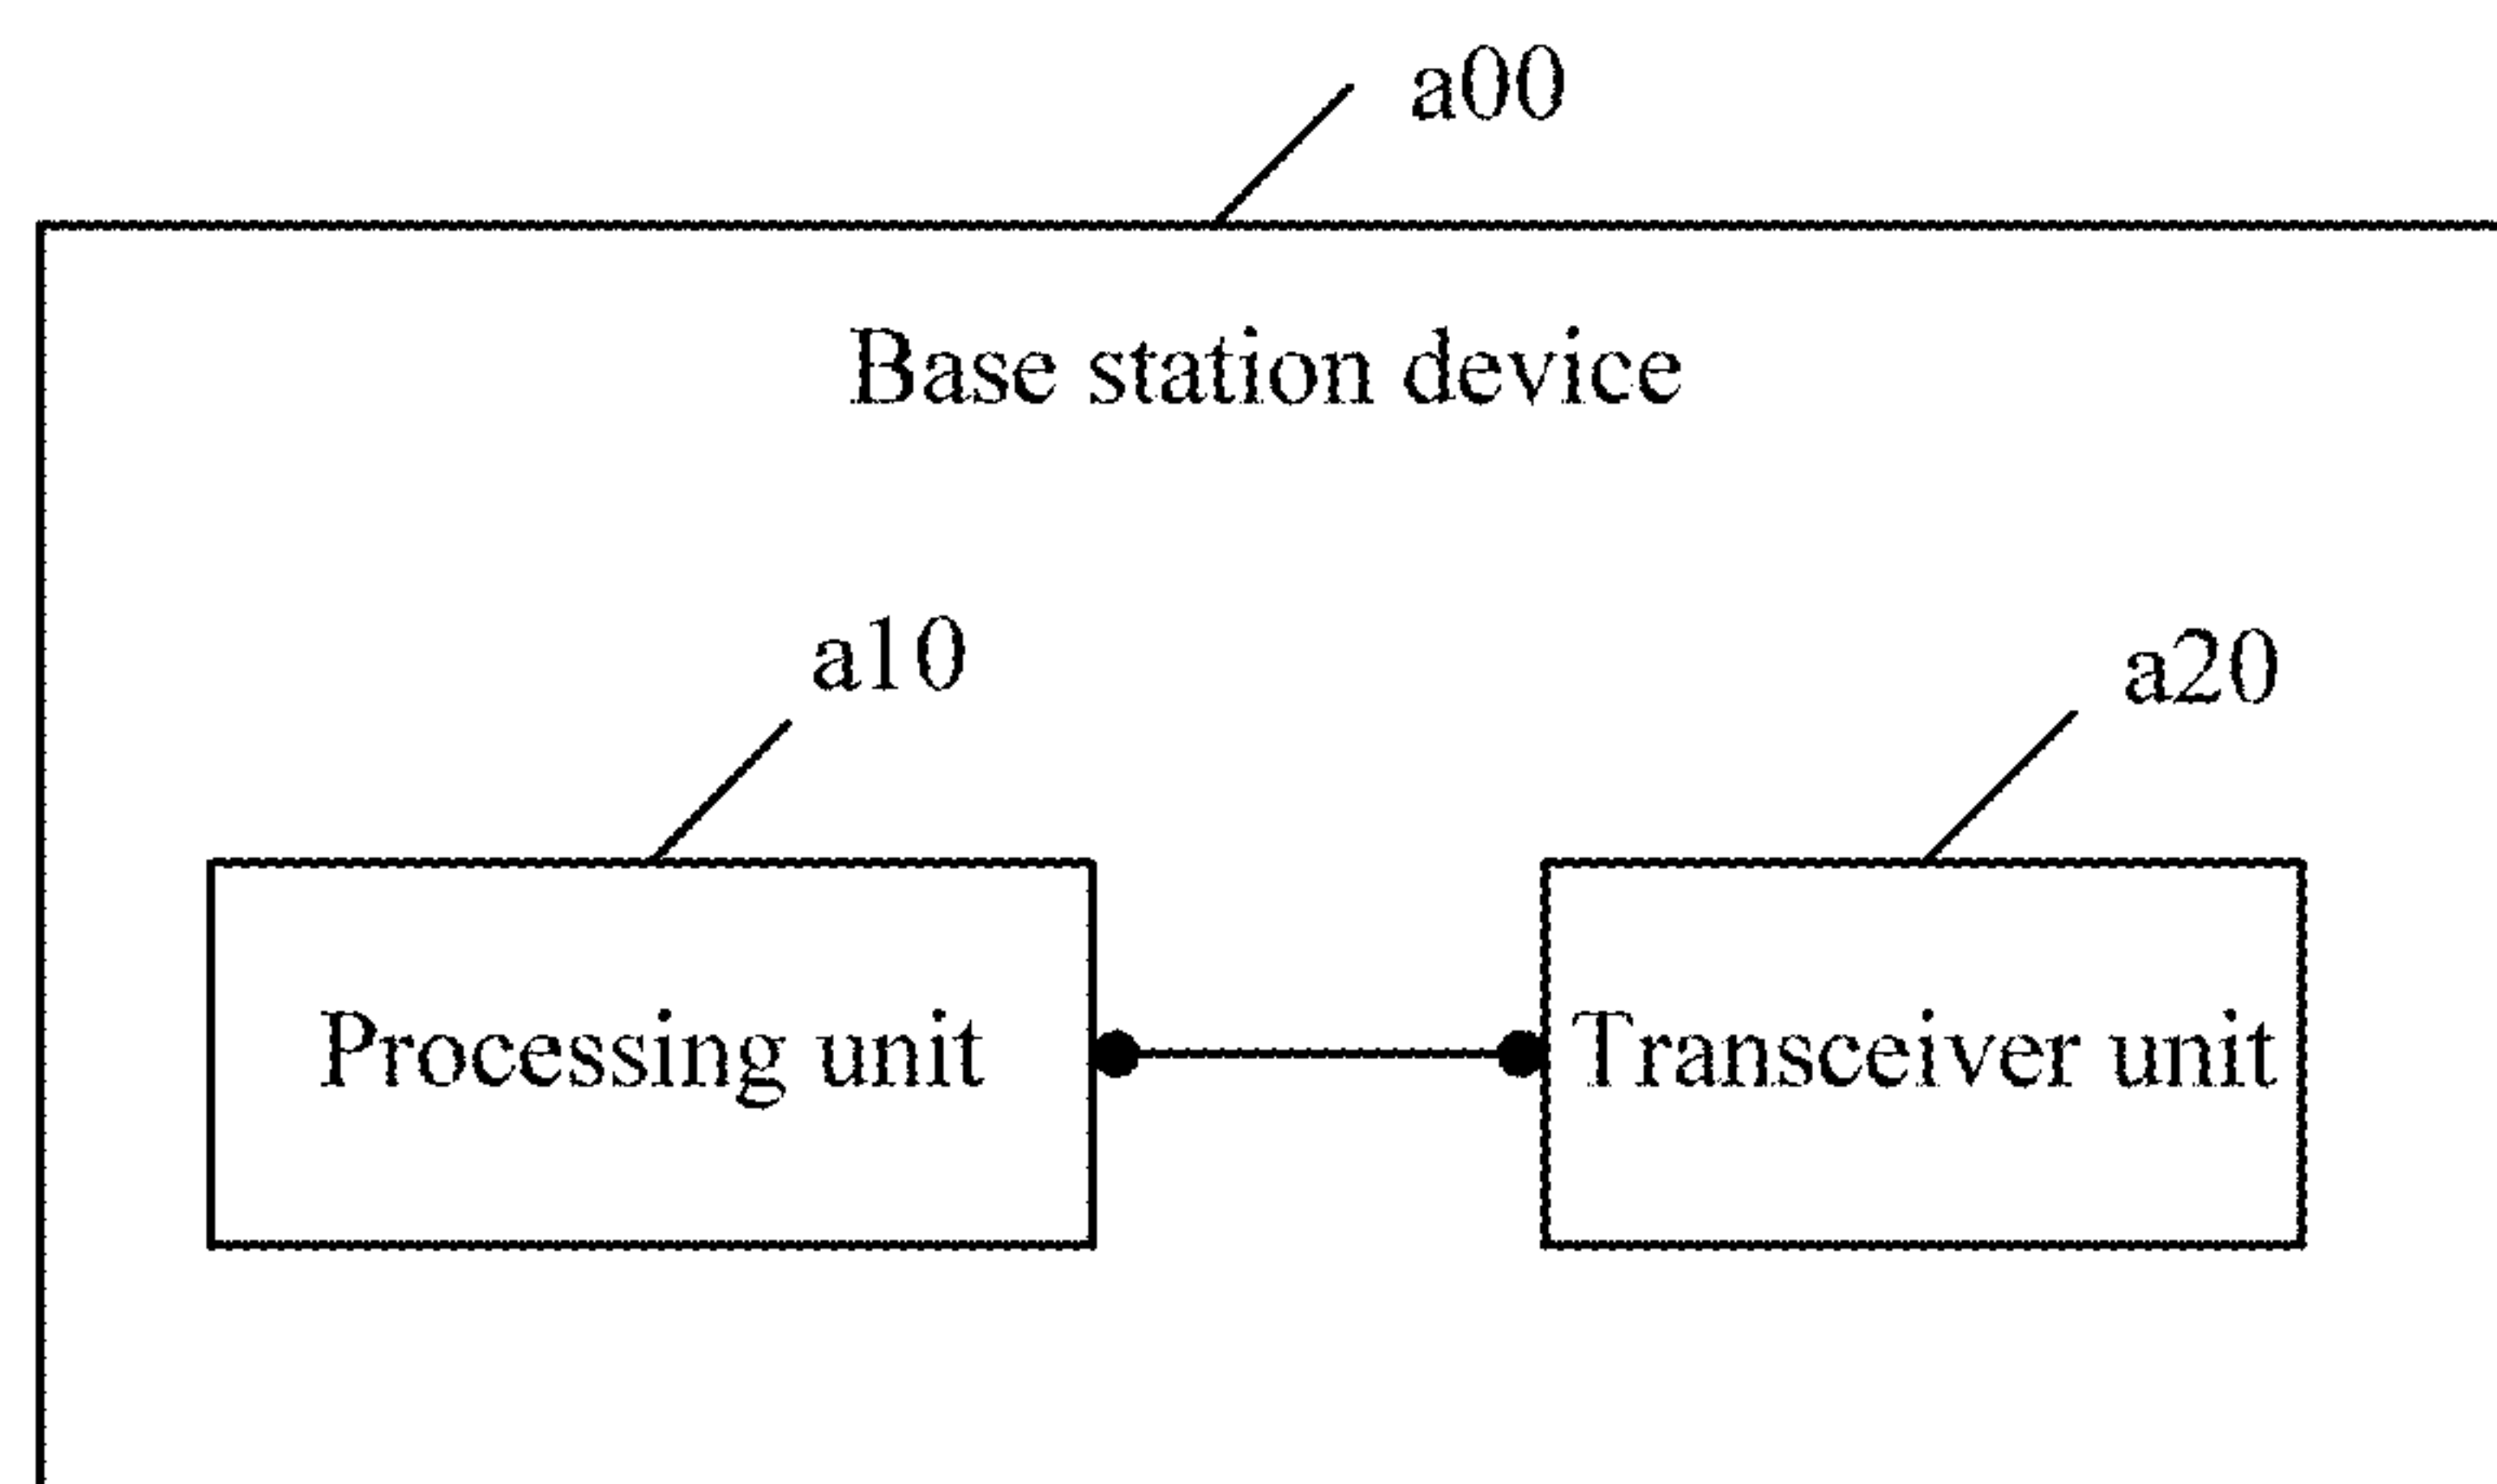 a00
Base station device
a10
a20
Processing unit
Transceiver unit